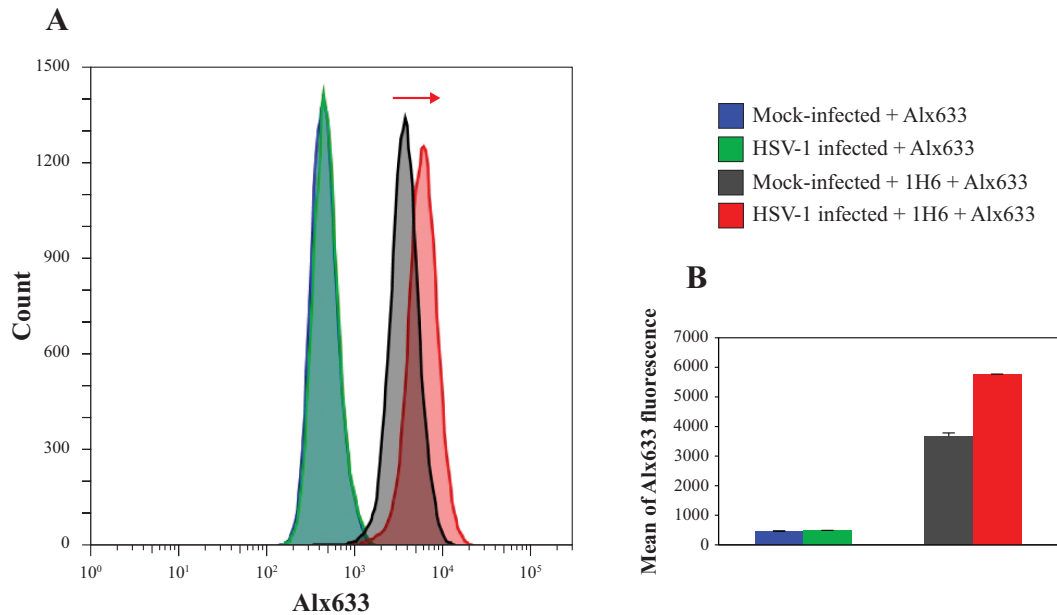 A
1500
1200
900
600
300
0
Count
10⁰ 10¹ 10² 10³ 10⁴ 10⁵
Alx633
Mock-infected + Alx633
HSV-1 infected + Alx633
Mock-infected + 1H6 + Alx633
HSV-1 infected + 1H6 + Alx633
B
7000
6000
5000
4000
3000
2000
1000
0
Mean of Alx633 fluorescence